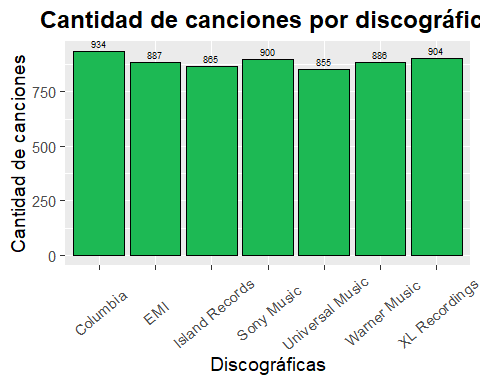 Cantidad de canciones por discográfic
934
887
865
900
855
886
904
Cantidad de canciones
750
500
250
0
Columbia
EMI
Island Records
Sony Music
Universal Music
Warner Music
XL Recordings
Discográficas